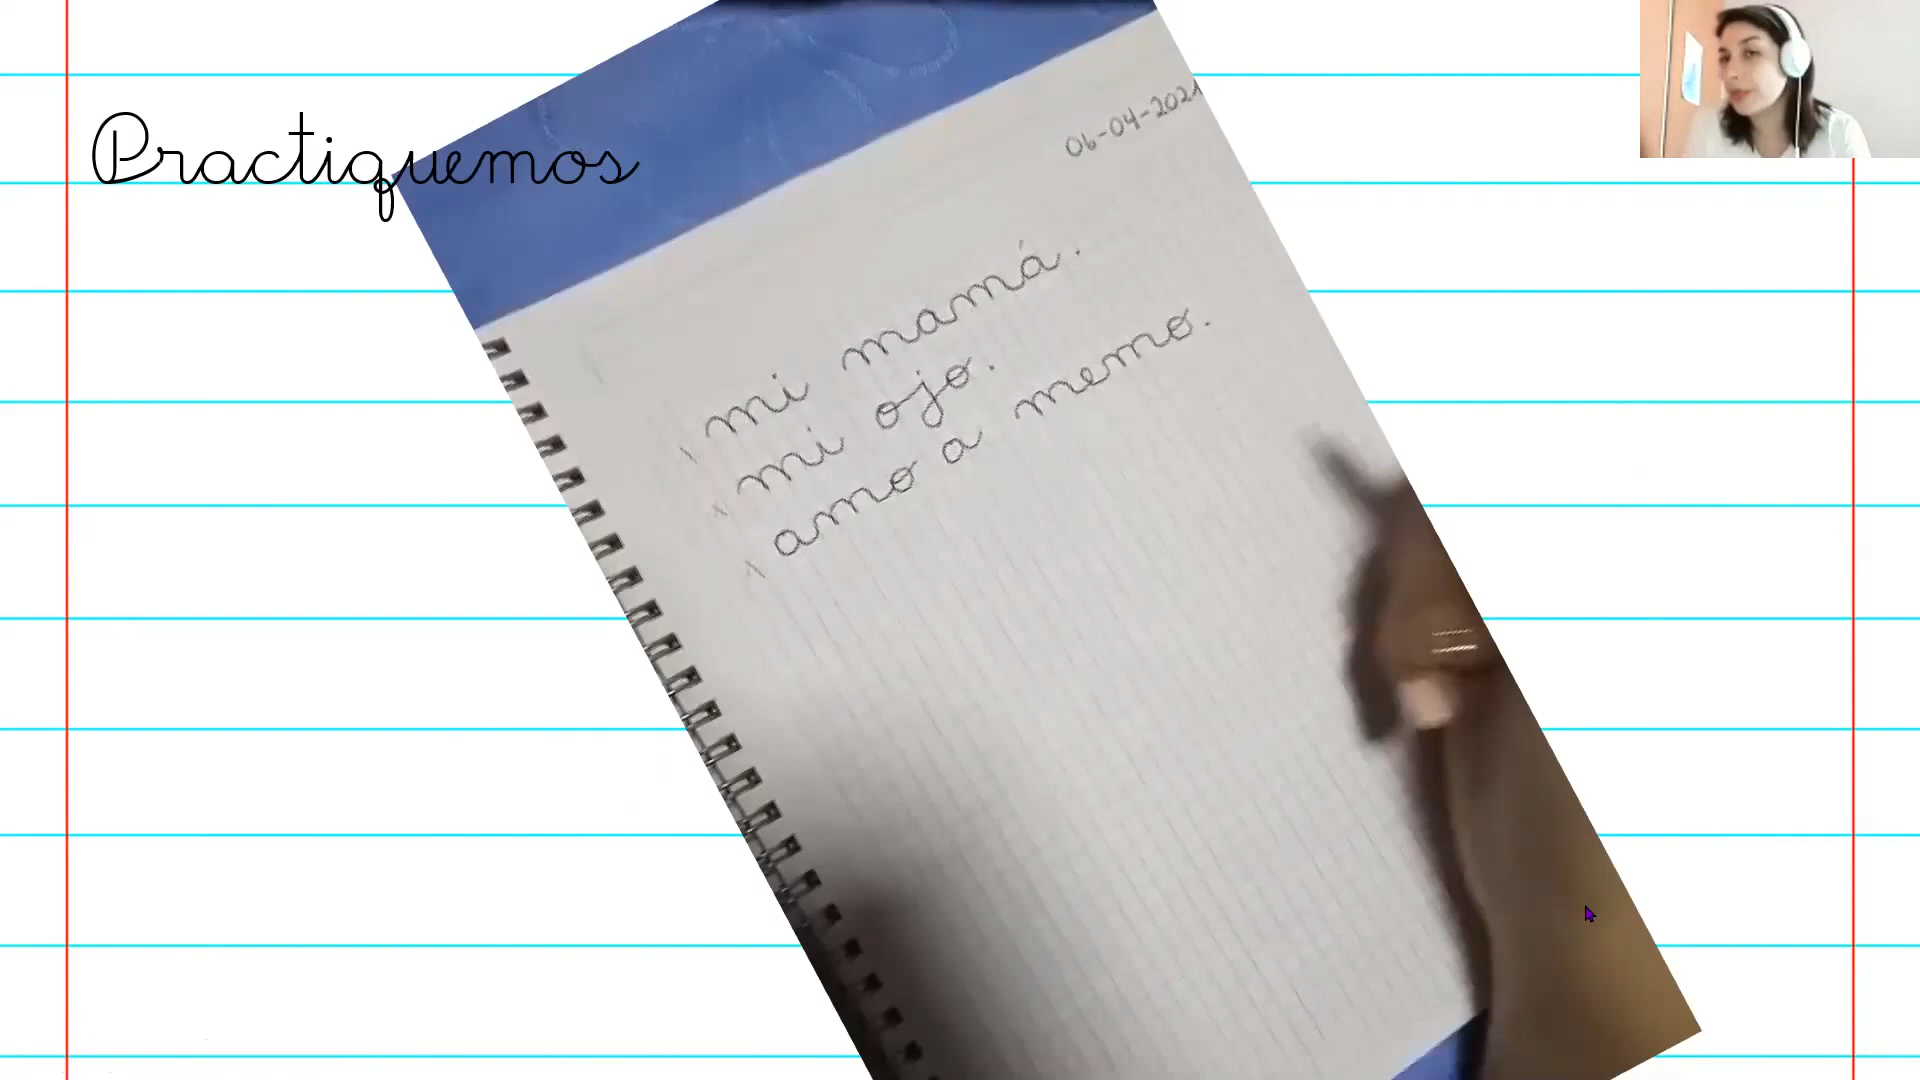 Practiquemos
06-04-2021
mi mamá.
mi ojo.
amo a memo.